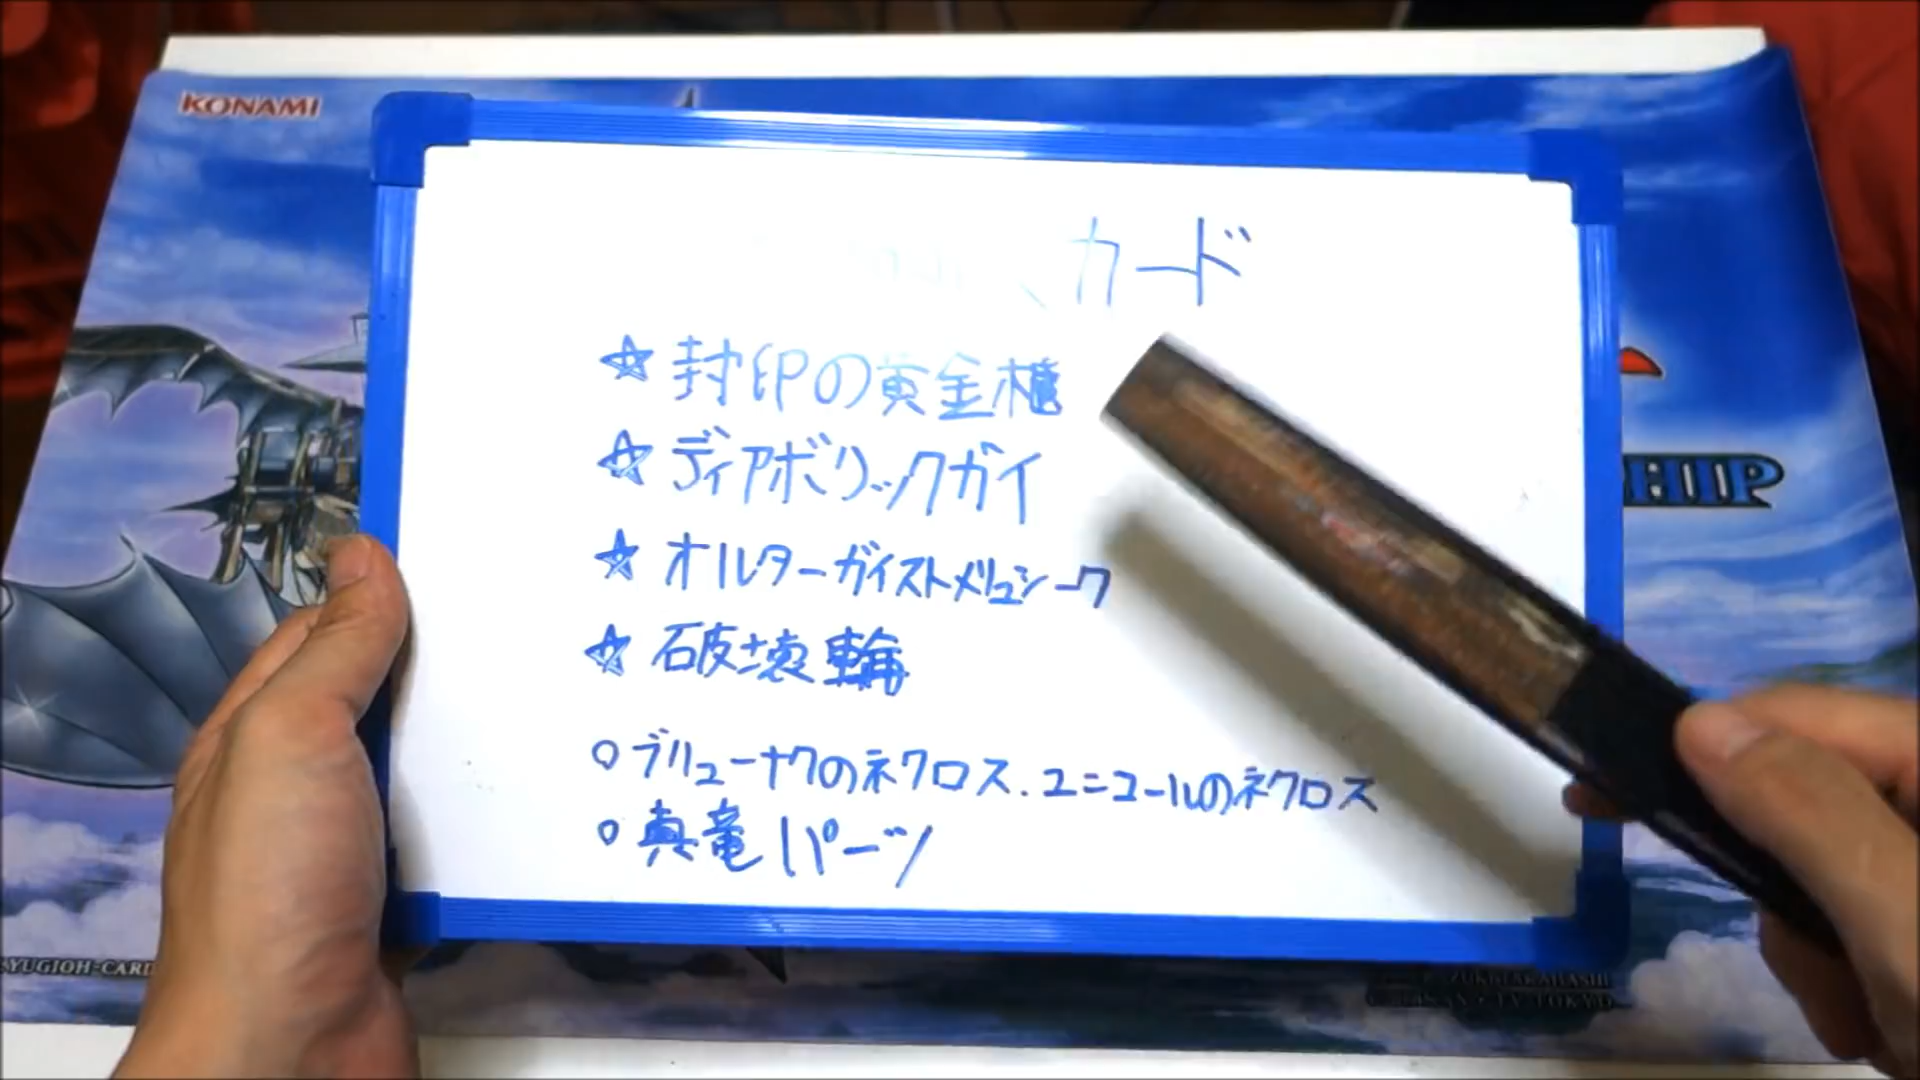 KONAMI
カード
☆ 封印の黄金櫃
☆ ディアボリックガイ
☆ オルターガイストメリュシーク
☆ 破壊輪
HIP
○ ブリューナクのネクロス.ユニコールのネクロス
○ 真竜パーツ
YUGIOH-CARD